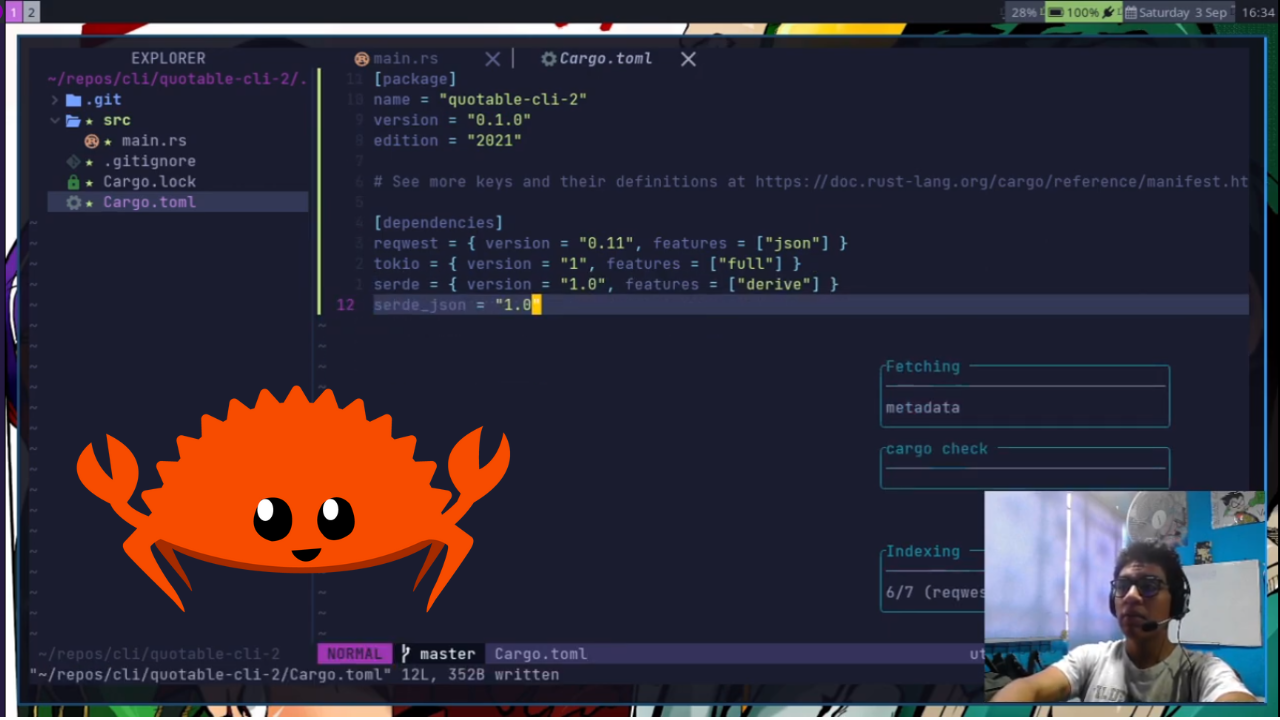 1 2
28% 100% Saturday 3 Sep 16:34
EXPLORER
main.rs
Cargo.toml
~/repos/cli/quotable-cli-2/.
.git
src
main.rs
.gitignore
Cargo.lock
Cargo.toml
11 [package]
10 name = "quotable-cli-2"
9 version = "0.1.0"
8 edition = "2021"
7
6 # See more keys and their definitions at https://doc.rust-lang.org/cargo/reference/manifest.ht
5
4 [dependencies]
3 reqwest = { version = "0.11", features = ["json"] }
2 tokio = { version = "1", features = ["full"] }
1 serde = { version = "1.0", features = ["derive"] }
12 serde_json = "1.0"
Fetching
metadata
cargo check
Indexing
6/7 (reqwes
~/repos/cli/quotable-cli-2
NORMAL master Cargo.toml ut
"~/repos/cli/quotable-cli-2/Cargo.toml" 12L, 352B written